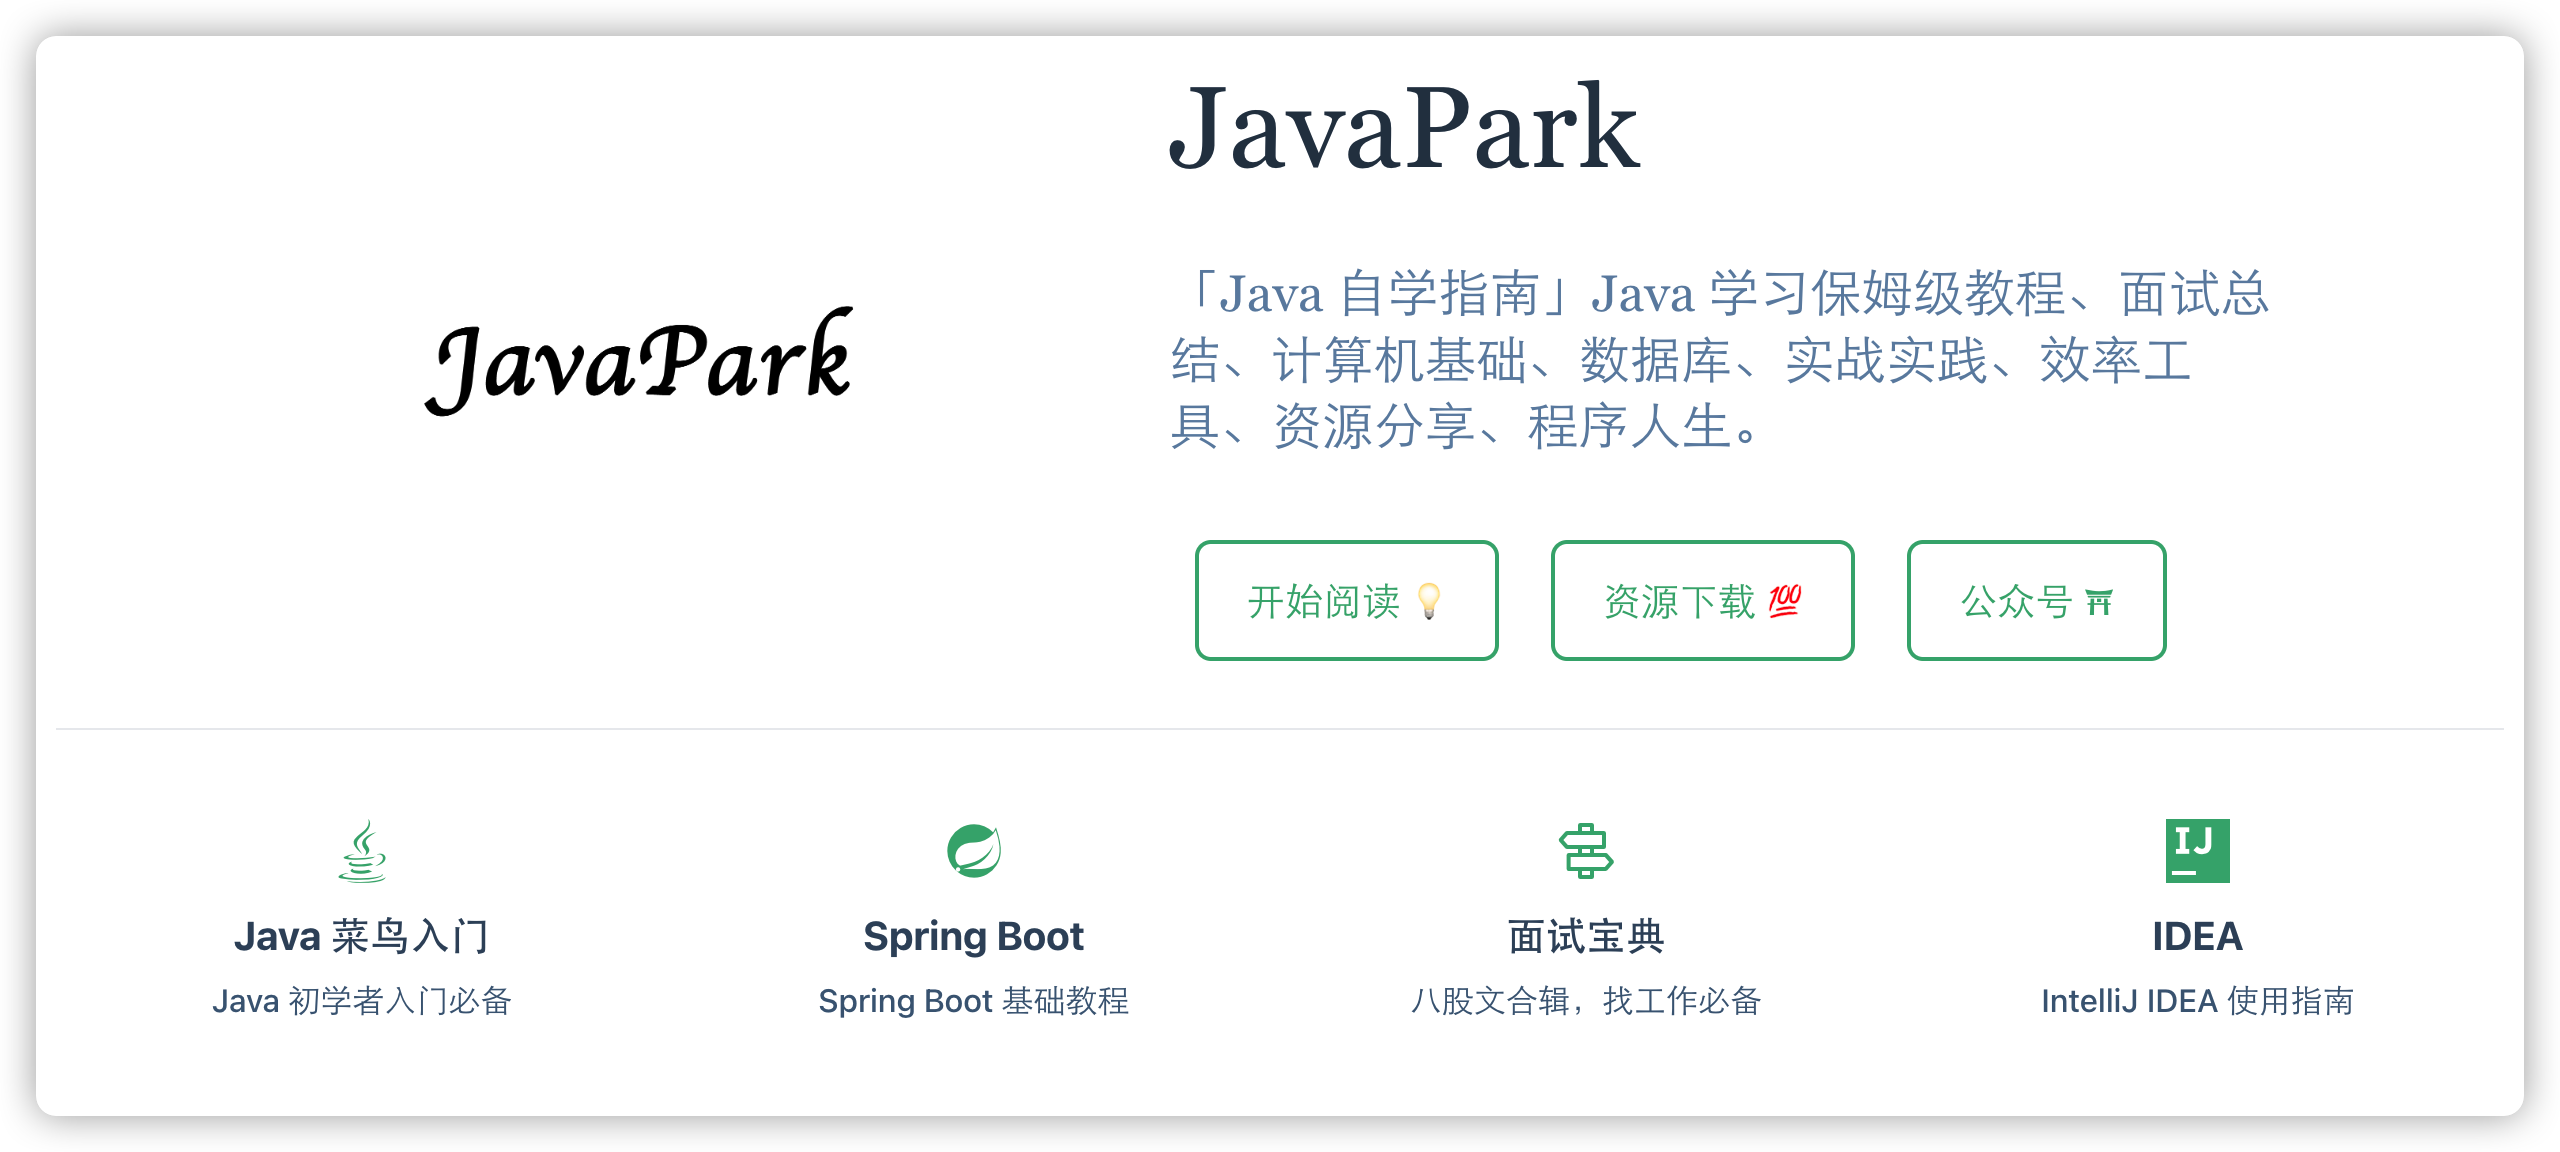 JavaPark
JavaPark
「Java 自学指南」Java 学习保姆级教程、面试总
结、计算机基础、数据库、实战实践、效率工
具、资源分享、程序人生。
开始阅读 💡
资源下载 💯
公众号 ⛩
IJ
Java 菜鸟入门
Java 初学者入门必备
Spring Boot
Spring Boot 基础教程
面试宝典
八股文合辑，找工作必备
IDEA
IntelliJ IDEA 使用指南